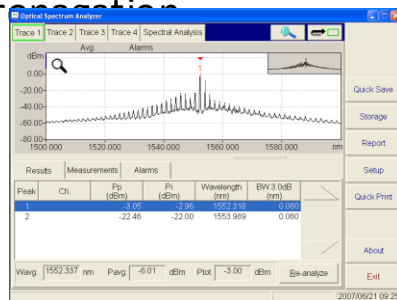 propagation
Optical Spectrum Analyzer
Trace 1 Trace 2 Trace 3 Trace 4 Spectral Analysis
Avg. Alarms
dBm
0.00
-20.00
-40.00
-60.00
-80.00
1
1500.000 1520.000 1540.000 1560.000 1580.000 nm
Results Measurements Alarms
Peak Ch. Pp (dBm) Pi (dBm) Wavelength (nm) BW 3.0dB (nm)
1 -3.05 -2.96 1552.318 0.060
2 -22.46 -22.00 1553.989 0.060
Wavg. 1552.337 nm Pavg. -6.01 dBm Ptot. -3.00 dBm Re-analyze
Quick Save
Storage
Report
Setup
Quick Print
About
Exit
2007/06/21 09:25